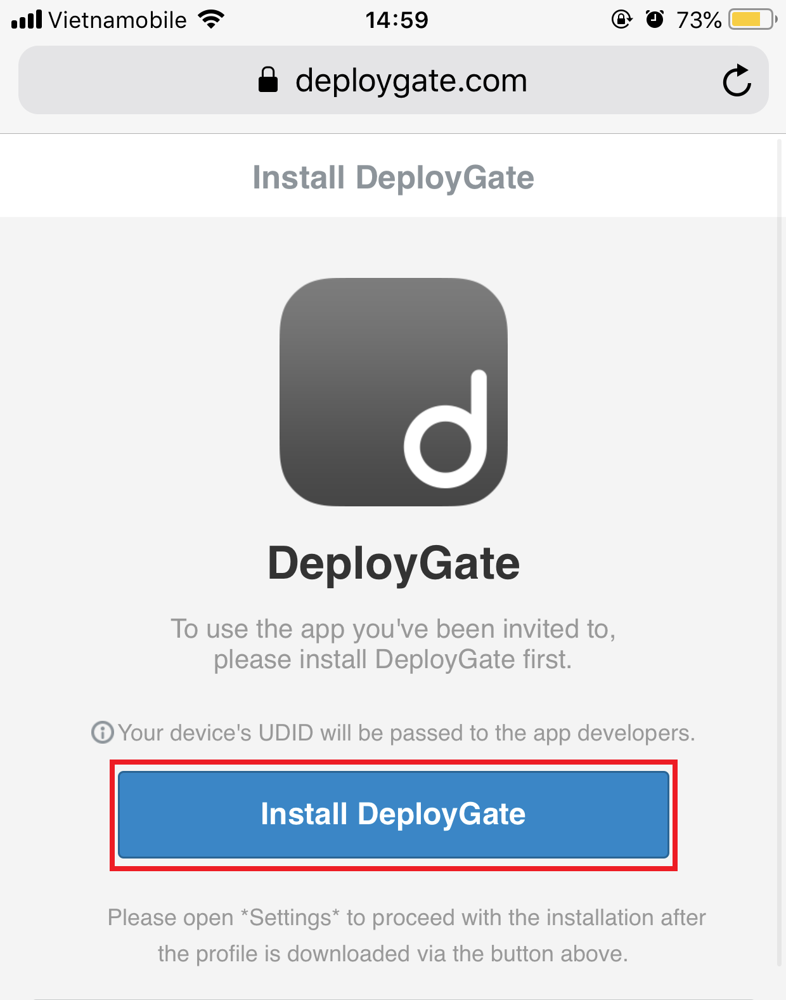 Vietnamobile 14:59 73%
deploygate.com
Install DeployGate
d
DeployGate
To use the app you've been invited to,
please install DeployGate first.
Your device's UDID will be passed to the app developers.
Install DeployGate
Please open *Settings* to proceed with the installation after
the profile is downloaded via the button above.